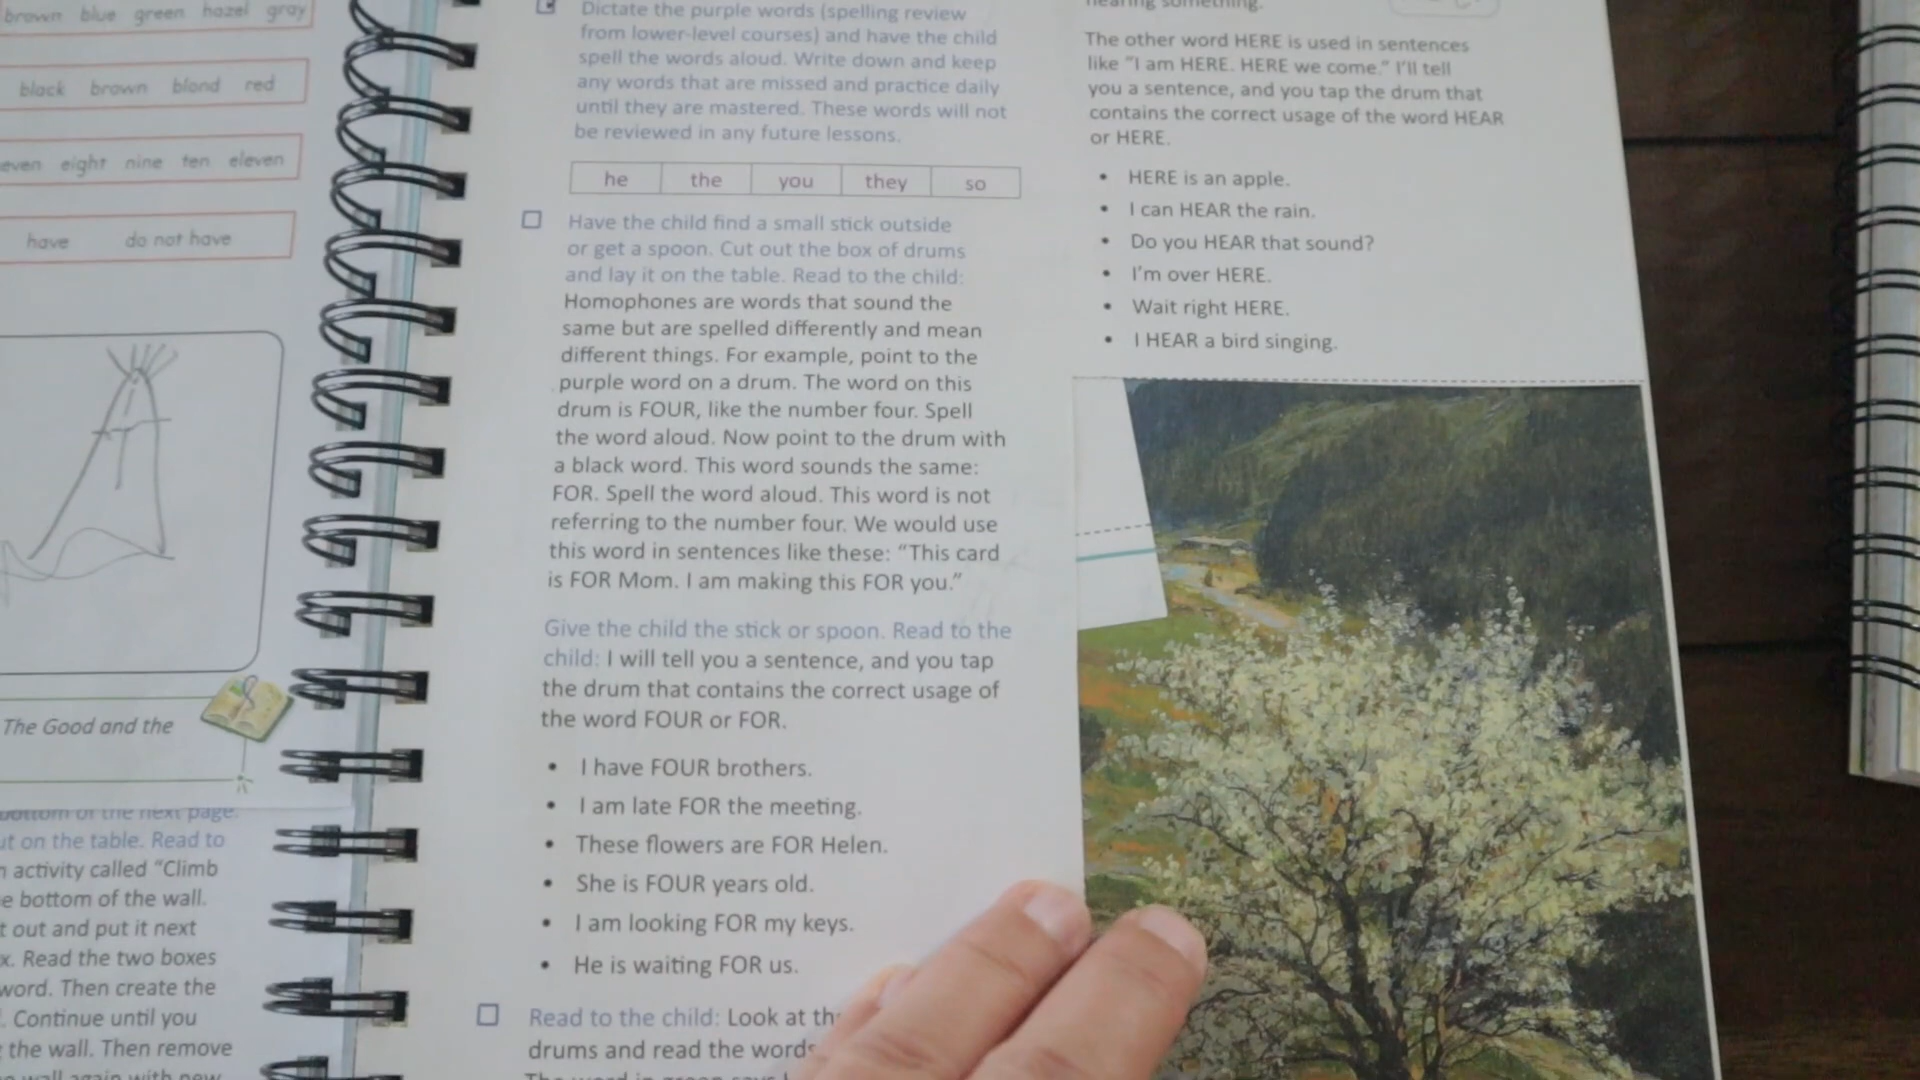 brown blue green hazel gray
black brown blond red
eight nine ten eleven
have do not have
The Good and the
bottom of the next page.
on the table. Read to
activity called “Climb
bottom of the wall.
out and put it next
Read the two boxes
word. Then create the
Continue until you
the wall. Then remove
Dictate the purple words (spelling review
from lower-level courses) and have the child
spell the words aloud. Write down and keep
any words that are missed and practice daily
until they are mastered. These words will not
be reviewed in any future lessons.
he the you they so
Have the child find a small stick outside
or get a spoon. Cut out the box of drums
and lay it on the table. Read to the child:
Homophones are words that sound the
same but are spelled differently and mean
different things. For example, point to the
purple word on a drum. The word on this
drum is FOUR, like the number four. Spell
the word aloud. Now point to the drum with
a black word. This word sounds the same:
FOR. Spell the word aloud. This word is not
referring to the number four. We would use
this word in sentences like these: “This card
is FOR Mom. I am making this FOR you.”
Give the child the stick or spoon. Read to the
child: I will tell you a sentence, and you tap
the drum that contains the correct usage of
the word FOUR or FOR.
• I have FOUR brothers.
• I am late FOR the meeting.
• These flowers are FOR Helen.
• She is FOUR years old.
• I am looking FOR my keys.
• He is waiting FOR us.
Read to the child: Look at
drums and read the words
hearing something.
The other word HERE is used in sentences
like “I am HERE. HERE we come.” I’ll tell
you a sentence, and you tap the drum that
contains the correct usage of the word HEAR
or HERE.
• HERE is an apple.
• I can HEAR the rain.
• Do you HEAR that sound?
• I’m over HERE.
• Wait right HERE.
• I HEAR a bird singing.